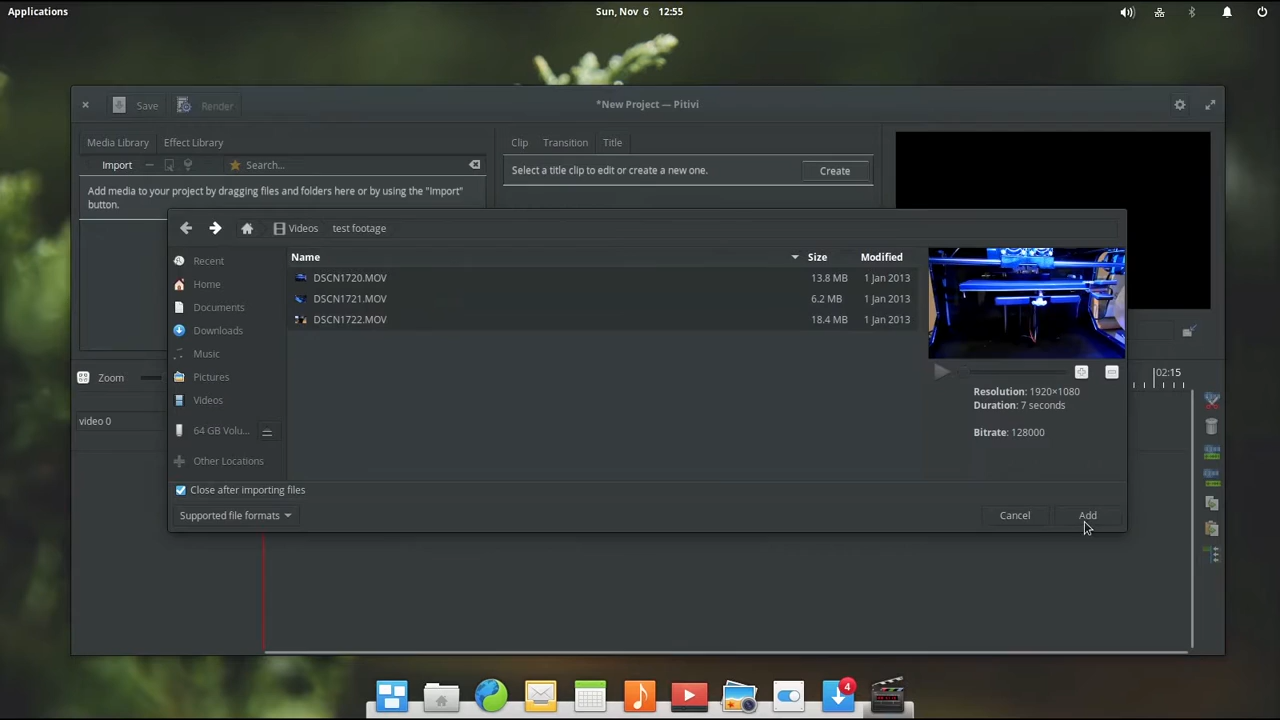 Applications
Sun, Nov 6 12:55
Save
Render
*New Project — Pitivi
Media Library
Effect Library
Clip
Transition
Title
Import
Search...
Select a title clip to edit or create a new one.
Create
Add media to your project by dragging files and folders here or by using the "Import"
button.
Videos
test footage
Name
Size
Modified
Recent
Home
Documents
Downloads
Music
Pictures
Videos
64 GB Volu...
Other Locations
DSCN1720.MOV
13.8 MB
1 Jan 2013
DSCN1721.MOV
6.2 MB
1 Jan 2013
DSCN1722.MOV
18.4 MB
1 Jan 2013
Resolution: 1920×1080
Duration: 7 seconds
Bitrate: 128000
Zoom
02:15
video 0
Close after importing files
Supported file formats
Cancel
Add
4